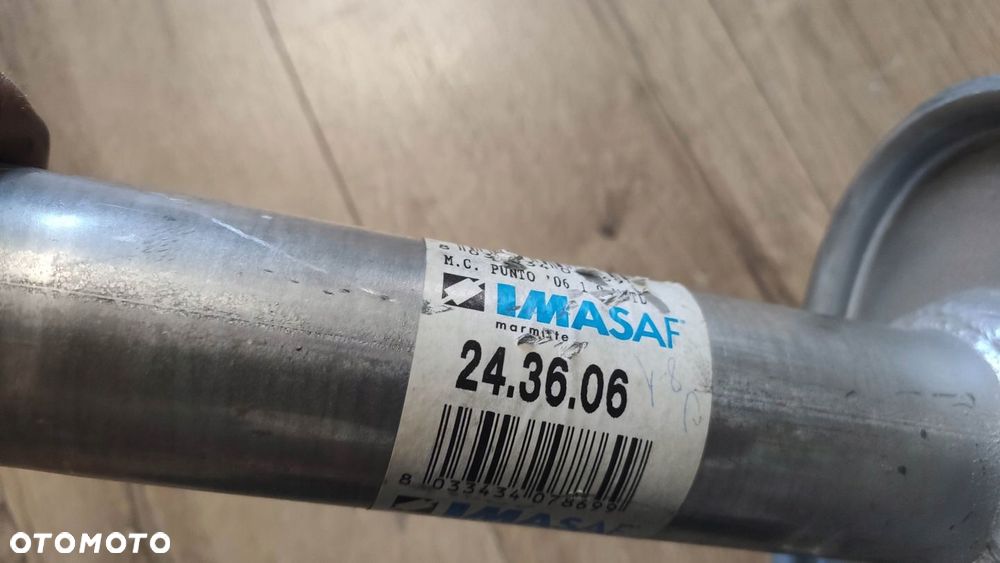 M.C. PUNTO '06
IMASAF
marmitte
24.36.06
8 033434 078699
IMASAF
OTOMOTO